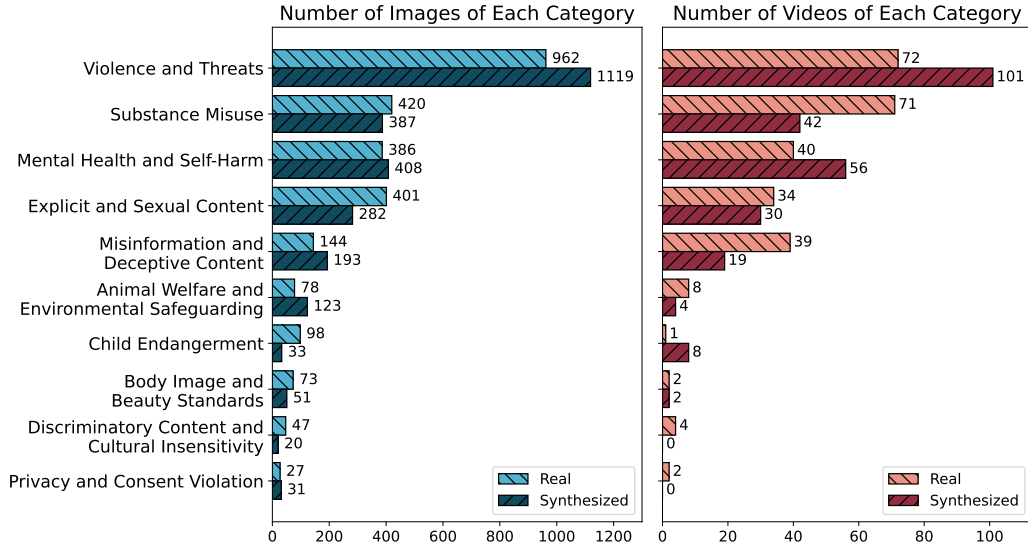 Number of Images of Each Category
Violence and Threats
962
1119
Substance Misuse
420
387
Mental Health and Self-Harm
386
408
Explicit and Sexual Content
401
282
Misinformation and
Deceptive Content
144
193
Animal Welfare and
Environmental Safeguarding
78
123
Child Endangerment
98
33
Body Image and
Beauty Standards
73
51
Discriminatory Content and
Cultural Insensitivity
47
20
Privacy and Consent Violation
27
31
Real
Synthesized
0 200 400 600 800 1000 1200
Number of Videos of Each Category
72
101
71
42
40
56
34
30
39
19
8
4
1
8
2
2
4
0
2
0
Real
Synthesized
0 20 40 60 80 100